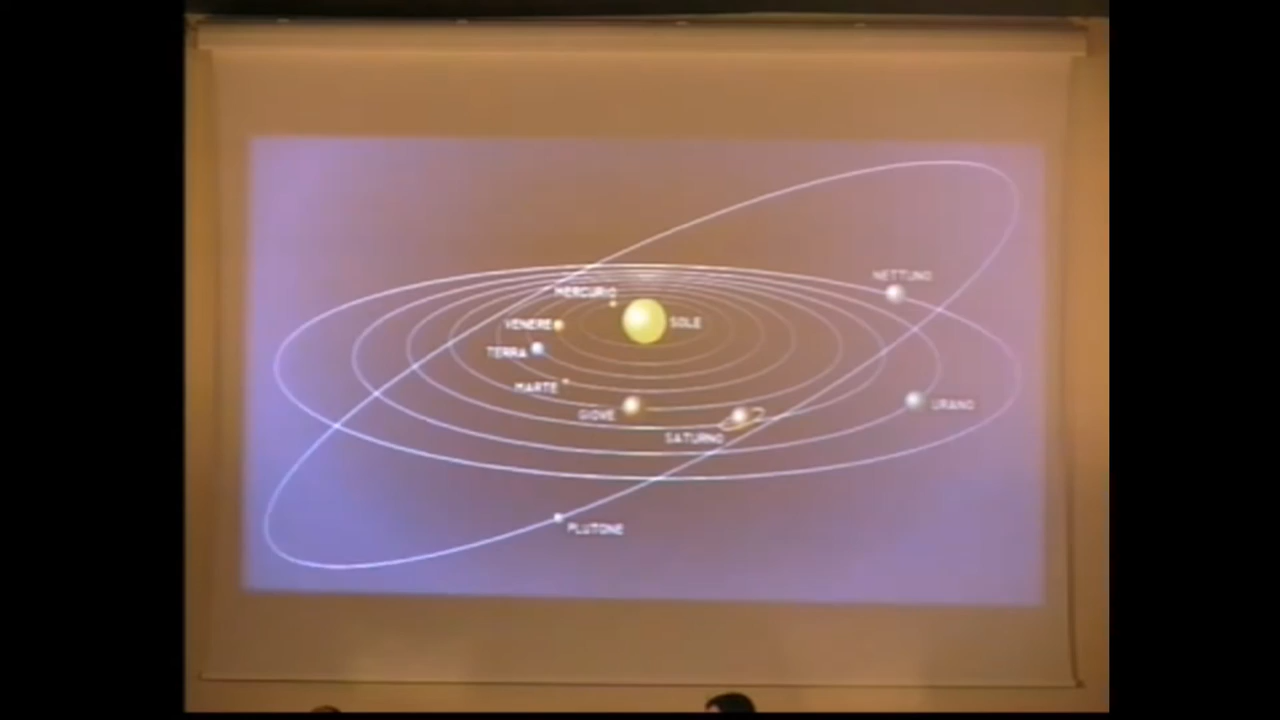 NETTUNO
MERCURIO
SOLE
VENERE
TERRA
MARTE
GIOVE
URANO
SATURNO
PLUTONE